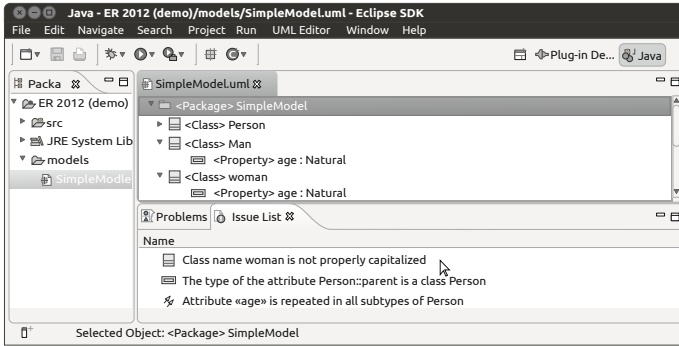 Java - ER 2012 (demo)/models/SimpleModel.uml - Eclipse SDK
File Edit Navigate Search Project Run UML Editor Window Help
Plug-in De... Java
Packa
SimpleModel.uml
ER 2012 (demo)
src
JRE System Lib
models
SimpleModle
<Package> SimpleModel
<Class> Person
<Class> Man
<Property> age : Natural
<Class> woman
<Property> age : Natural
Problems Issue List
Name
Class name woman is not properly capitalized
The type of the attribute Person::parent is a class Person
Attribute «age» is repeated in all subtypes of Person
Selected Object: <Package> SimpleModel